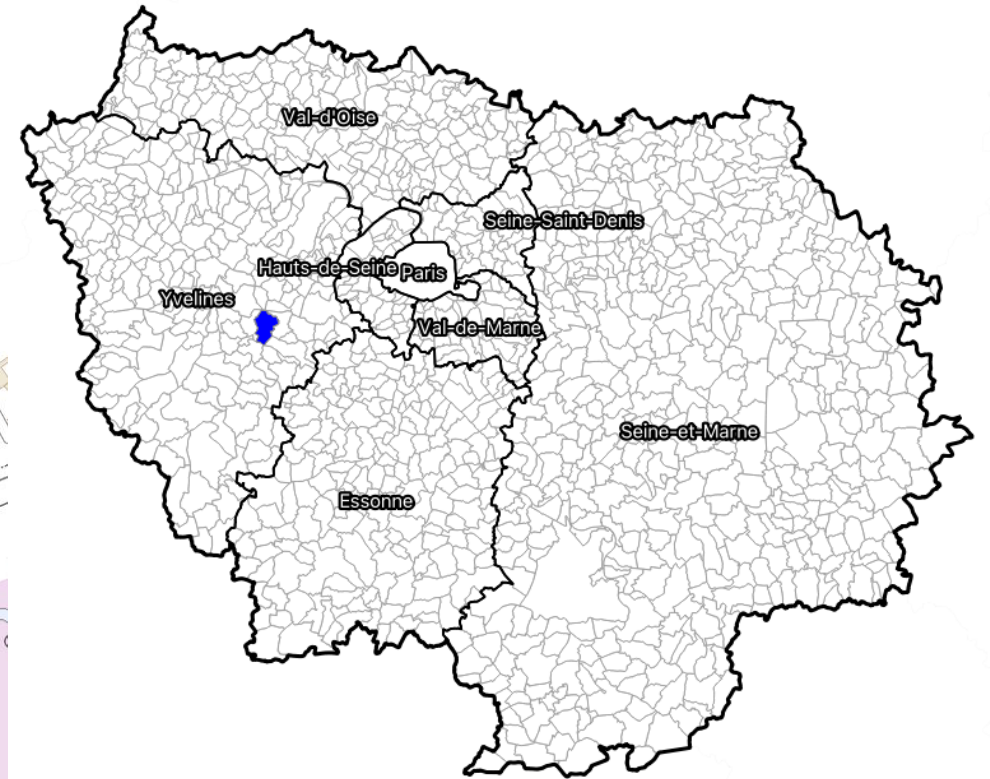 Val-d'Oise
Seine-Saint-Denis
Hauts-de-Seine
Paris
Yvelines
Val-de-Marne
Seine-et-Marne
Essonne